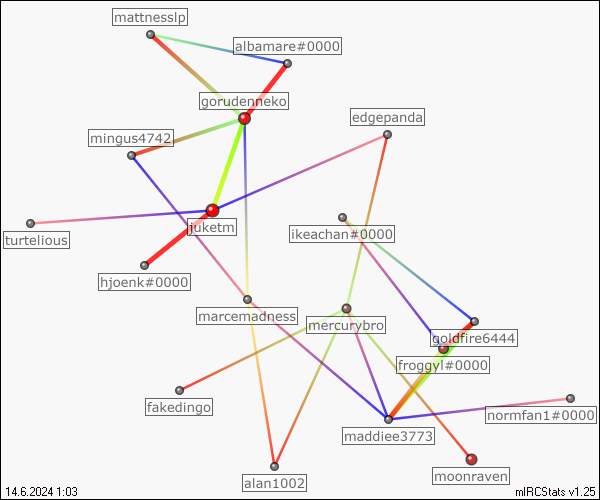 mattnesslp
albamare#0000
gorudenneko
edgepanda
mingus4742
juketm
turtelious
ikeachan#0000
hjoenk#0000
marcemadness
mercurybro
goldfire6444
froggyl#0000
fakedingo
normfan1#0000
maddiee3773
moonraven
alan1002
14.6.2024 1:03
mIRCStats v1.25